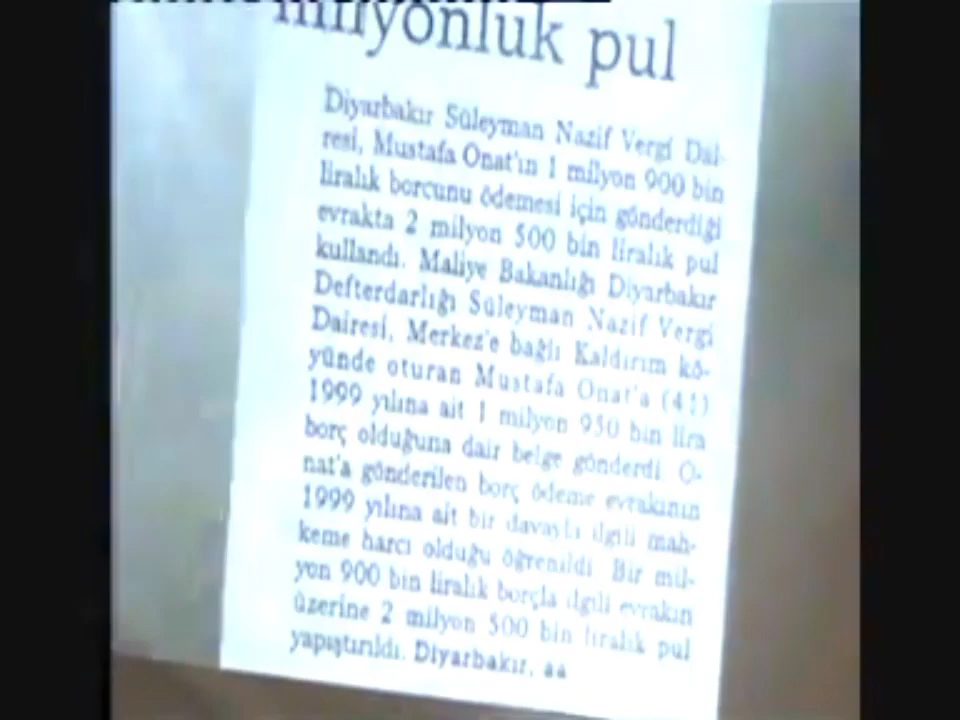 milyonluk pul
Diyarbakır Süleyman Nazif Vergi Dai-
resi, Mustafa Onat'ın 1 milyon 900 bin
liralık borcunu ödemesi için gönderdiği
evrakta 2 milyon 500 bin liralık pul
kullandı. Maliye Bakanlığı Diyarbakır
Defterdarlığı Süleyman Nazif Vergi
Dairesi, Merkez'e bağlı Kaldırım kö-
yünde oturan Mustafa Onat'a (41)
1999 yılına ait 1 milyon 950 bin lira
borç olduğuna dair belge gönderdi. O-
nat'a gönderilen borç ödeme evrakının
1999 yılına ait bir davayla ilgili mah-
keme harcı olduğu öğrenildi. Bir mil-
yon 900 bin liralık borçla ilgili evrakın
üzerine 2 milyon 500 bin liralık pul
yapıştırıldı. Diyarbakır, aa